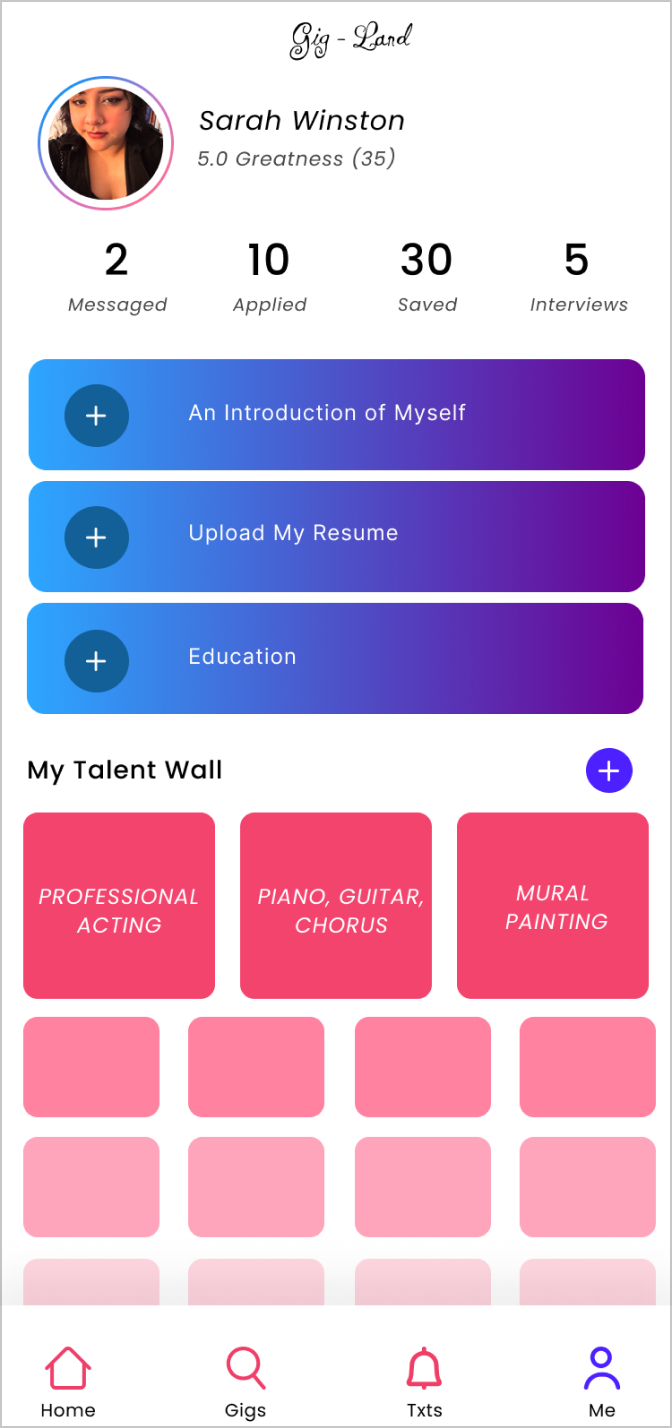 Gig - Land
Sarah Winston
5.0 Greatness (35)
2 10 30 5
Messaged Applied Saved Interviews
An Introduction of Myself
Upload My Resume
Education
My Talent Wall
PROFESSIONAL
ACTING
PIANO, GUITAR,
CHORUS
MURAL
PAINTING
Home Gigs Txts Me